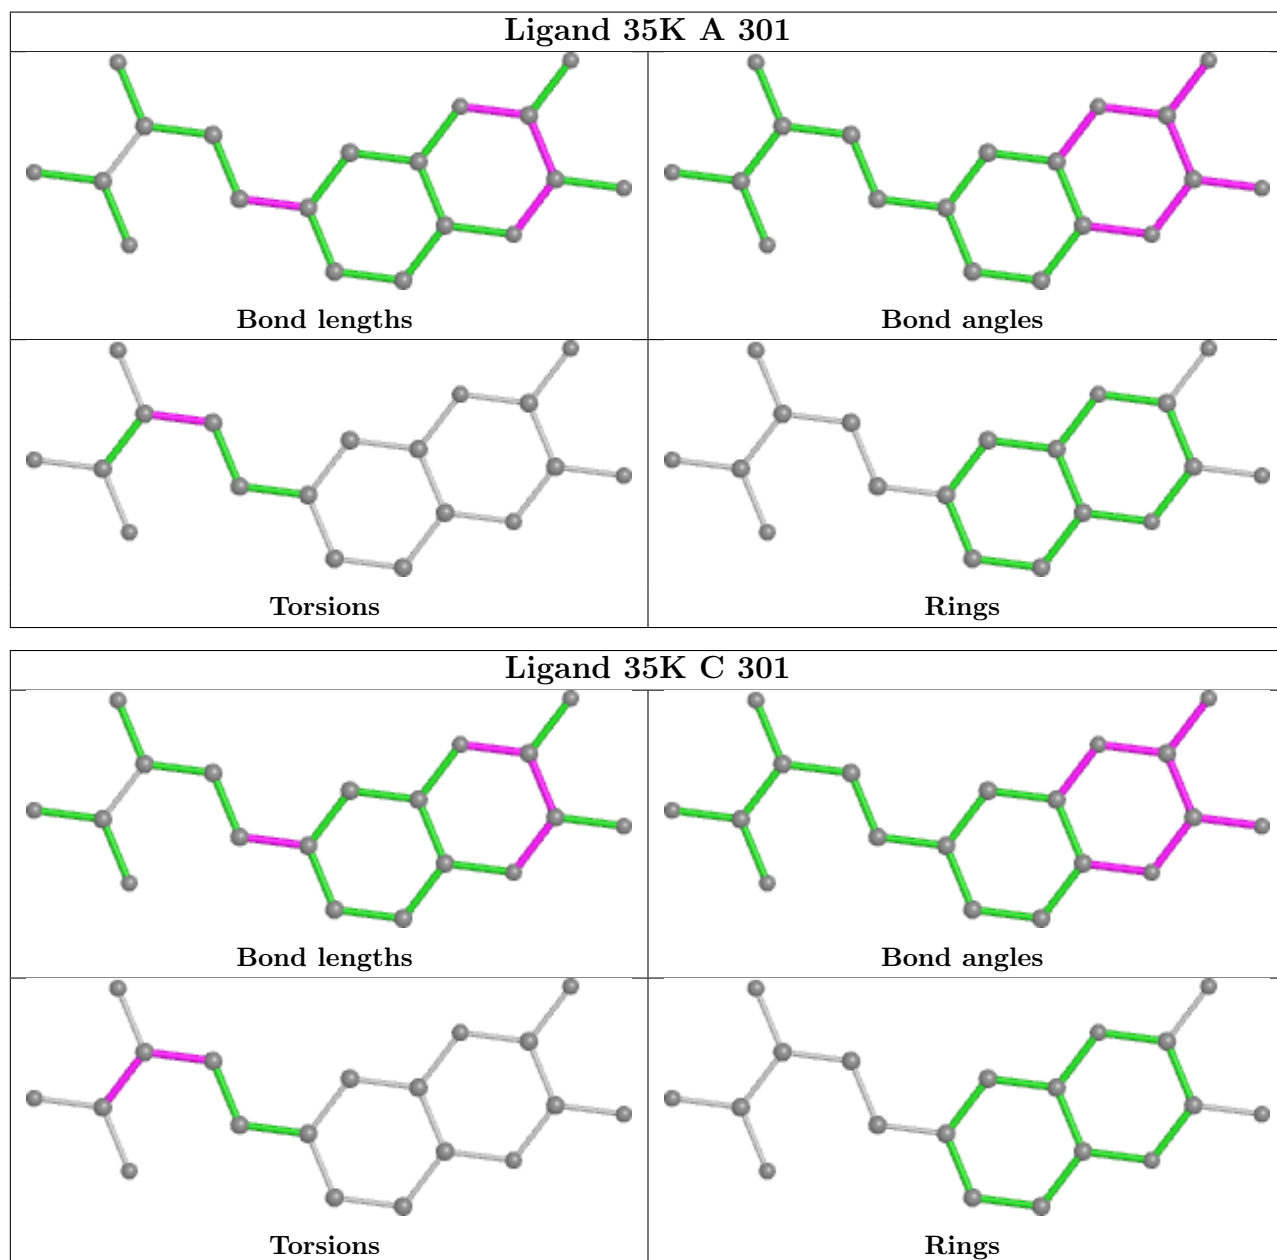 Ligand 35K A 301
Bond lengths
Bond angles
Torsions
Rings
Ligand 35K C 301
Bond lengths
Bond angles
Torsions
Rings